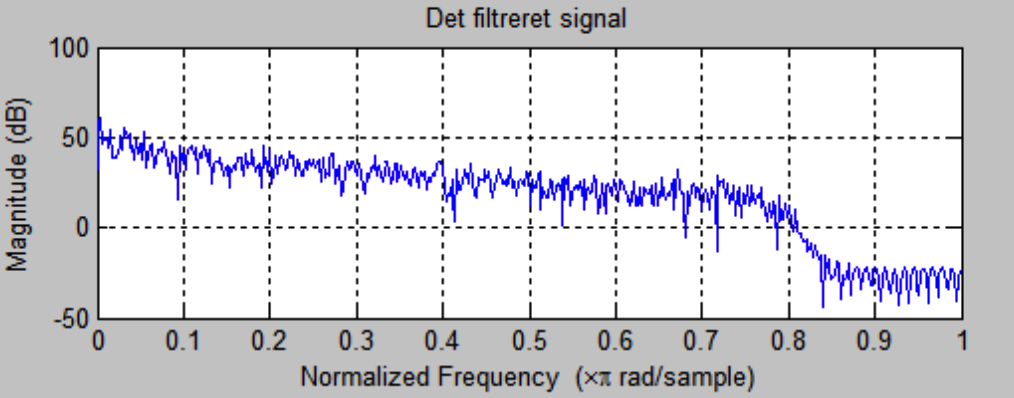 Det filtreret signal
Magnitude (dB)
100
50
0
-50
0 0.1 0.2 0.3 0.4 0.5 0.6 0.7 0.8 0.9 1
Normalized Frequency (×π rad/sample)